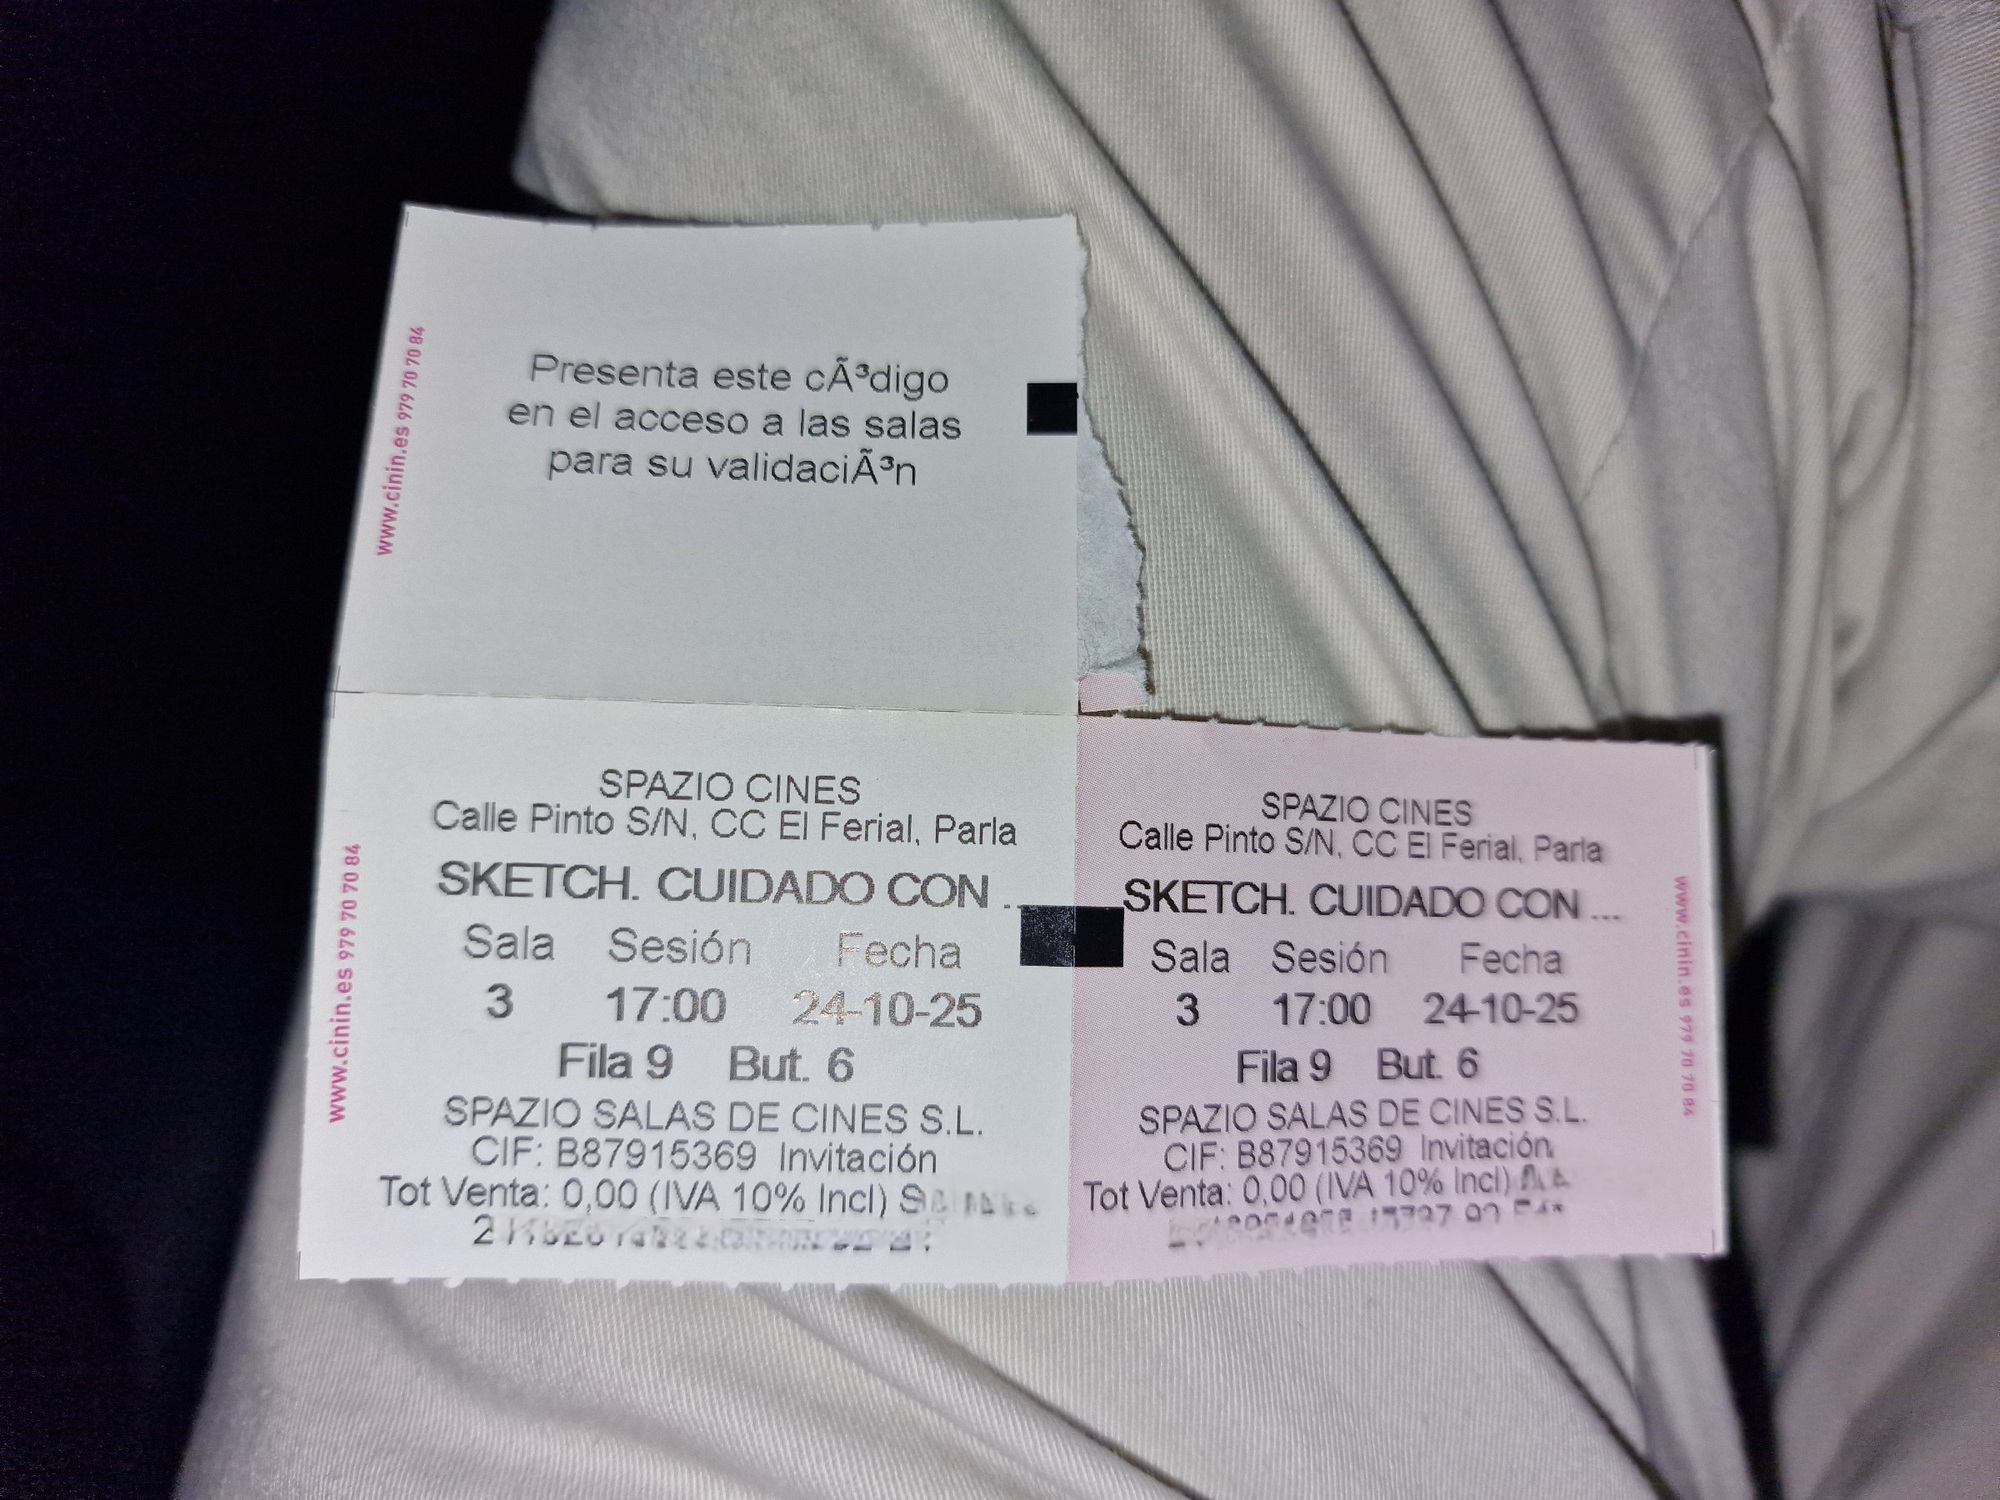 www.cinin.es 979 70 70 84
Presenta este cÃ³digo
en el acceso a las salas
para su validaciÃ³n
www.cinin.es 979 70 70 84
SPAZIO CINES
Calle Pinto S/N, CC El Ferial, Parla
SKETCH. CUIDADO CON ...
Sala Sesión Fecha
3 17:00 24-10-25
Fila 9 But. 6
SPAZIO SALAS DE CINES S.L.
CIF: B87915369 Invitación
Tot Venta: 0,00 (IVA 10% Incl)
SPAZIO CINES
Calle Pinto S/N, CC El Ferial, Parla
SKETCH. CUIDADO CON ...
Sala Sesión Fecha
3 17:00 24-10-25
Fila 9 But. 6
SPAZIO SALAS DE CINES S.L.
CIF: B87915369 Invitación
Tot Venta: 0,00 (IVA 10% Incl)
www.cinin.es 979 70 70 84